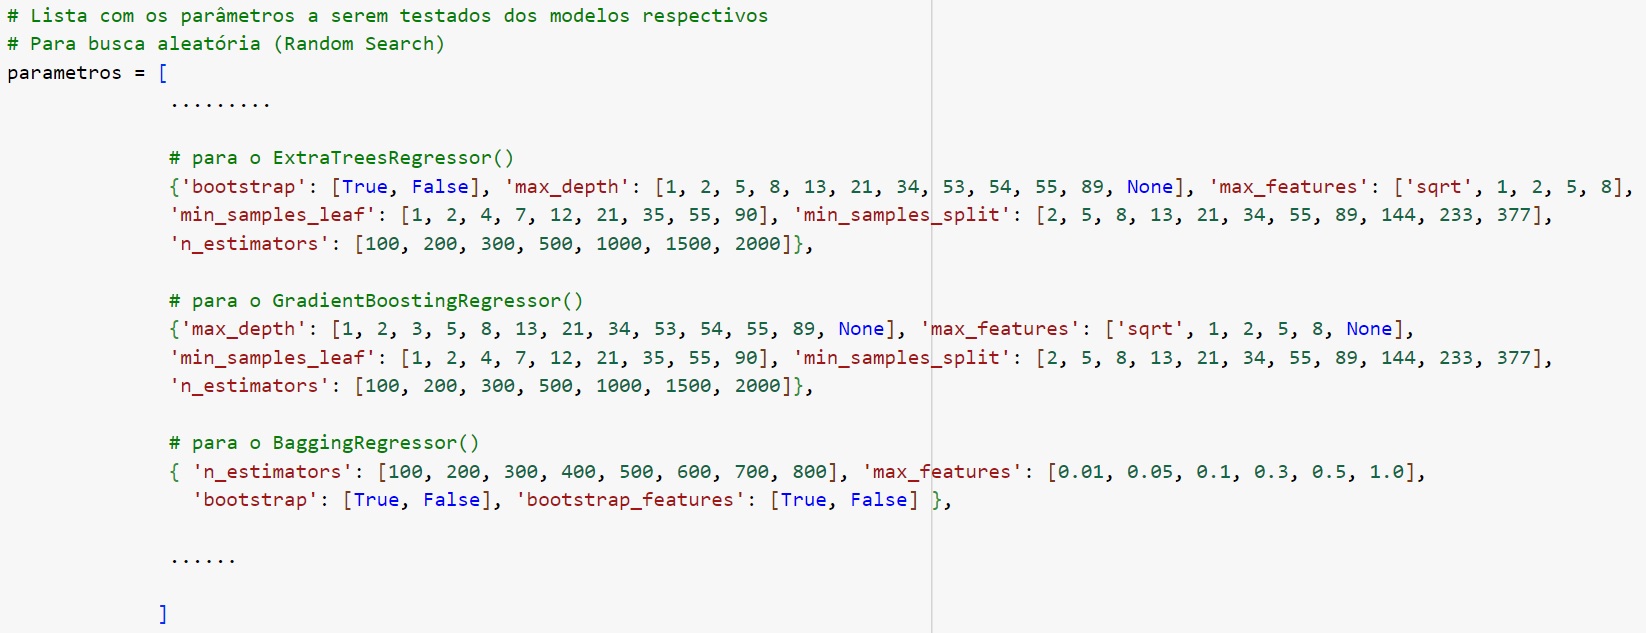 # Lista com os parâmetros a serem testados dos modelos respectivos
# Para busca aleatória (Random Search)
parametros = [
.........
# para o ExtraTreesRegressor()
{'bootstrap': [True, False], 'max_depth': [1, 2, 5, 8, 13, 21, 34, 53, 54, 55, 89, None], 'max_features': ['sqrt', 1, 2, 5, 8],
'min_samples_leaf': [1, 2, 4, 7, 12, 21, 35, 55, 90], 'min_samples_split': [2, 5, 8, 13, 21, 34, 55, 89, 144, 233, 377],
'n_estimators': [100, 200, 300, 500, 1000, 1500, 2000]},
# para o GradientBoostingRegressor()
{'max_depth': [1, 2, 3, 5, 8, 13, 21, 34, 53, 54, 55, 89, None], 'max_features': ['sqrt', 1, 2, 5, 8, None],
'min_samples_leaf': [1, 2, 4, 7, 12, 21, 35, 55, 90], 'min_samples_split': [2, 5, 8, 13, 21, 34, 55, 89, 144, 233, 377],
'n_estimators': [100, 200, 300, 500, 1000, 1500, 2000]},
# para o BaggingRegressor()
{ 'n_estimators': [100, 200, 300, 400, 500, 600, 700, 800], 'max_features': [0.01, 0.05, 0.1, 0.3, 0.5, 1.0],
'bootstrap': [True, False], 'bootstrap_features': [True, False] },
......
]